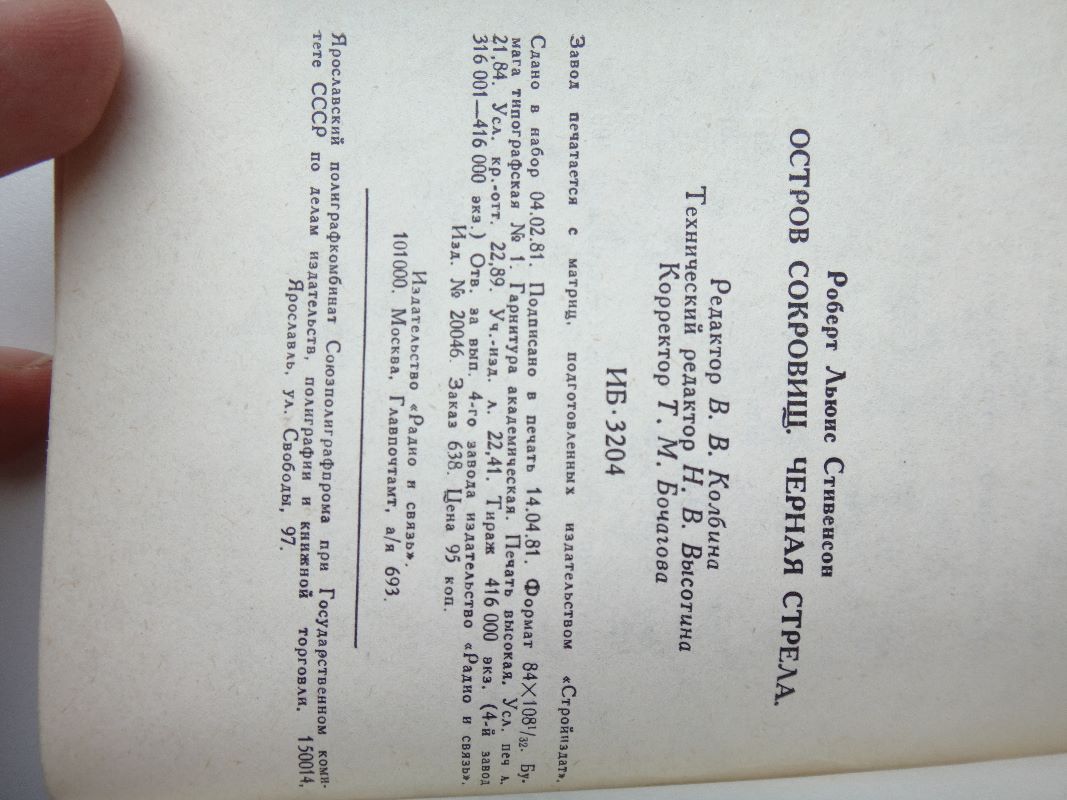 Роберт Льюис Стивенсон
ОСТРОВ СОКРОВИЩ. ЧЕРНАЯ СТРЕЛА.
Редактор В. В. Колбина
Технический редактор Н. В. Высотина
Корректор Т. М. Бочагова
ИБ·3204
Завод печатается с матриц, подготовленных издательством «Стройиздат».
Сдано в набор 04.02.81. Подписано в печать 14.04.81. Формат 84×108¹/₃₂. Бу-
мага типографская № 1. Гарнитура академическая. Печать высокая. Усл. печ л.
21,84. Усл. кр.-отт. 22,89. Уч.-изд. л. 22,41. Тираж 416 000 экз. (4-й завод
316 001—416 000 экз.) Отв. за вып. 4-го завода издательство «Радио и связь».
Изд. № 20046. Заказ 638. Цена 95 коп.
Издательство «Радио и связь».
101000. Москва, Главпочтамт, а/я 693.
Ярославский полиграфкомбинат Союзполиграфпрома при Государственном коми-
тете СССР по делам издательств, полиграфии и книжной торговли. 150014,
Ярославль, ул. Свободы, 97.